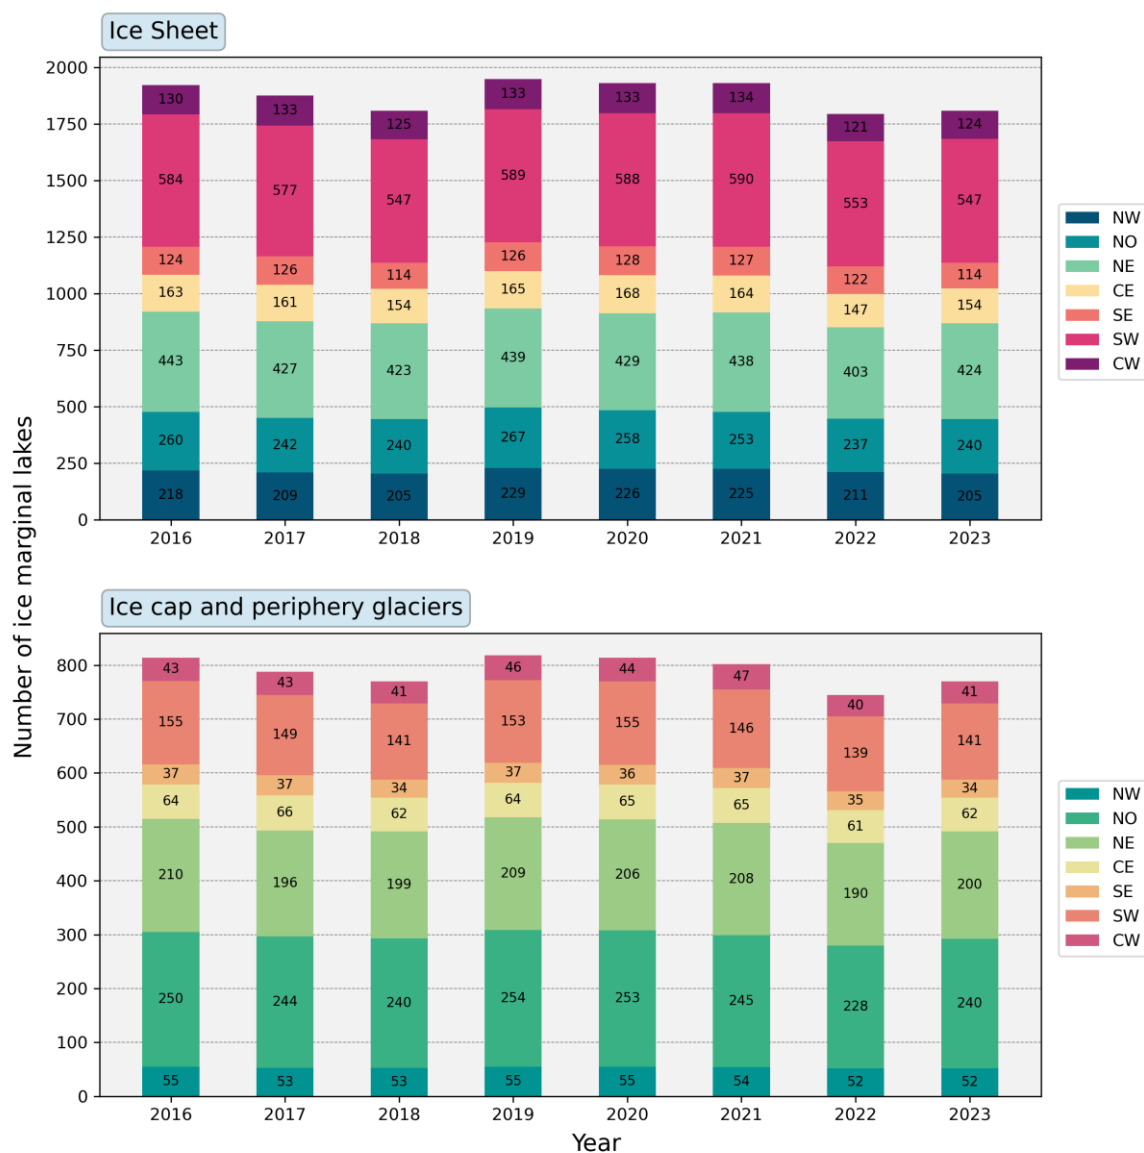 Ice Sheet
2000
1750
1500
1250
1000
750
500
250
0
130 133 125 133 133 134 121 124
584 577 547 589 588 590 553 547
124 126 114 126 128 127 122 114
163 161 154 165 168 164 147 154
443 427 423 439 429 438 403 424
260 242 240 267 258 253 237 240
218 209 205 229 226 225 211 205
2016 2017 2018 2019 2020 2021 2022 2023
NW
NO
NE
CE
SE
SW
CW
Number of ice marginal lakes
Ice cap and periphery glaciers
800
700
600
500
400
300
200
100
0
43 43 41 46 44 47 40 41
155 149 141 153 155 146 139 141
37 37 34 37 36 37 35 34
64 66 62 64 65 65 61 62
210 196 199 209 206 208 190 200
250 244 240 254 253 245 228 240
55 53 53 55 55 54 52 52
2016 2017 2018 2019 2020 2021 2022 2023
Year
NW
NO
NE
CE
SE
SW
CW